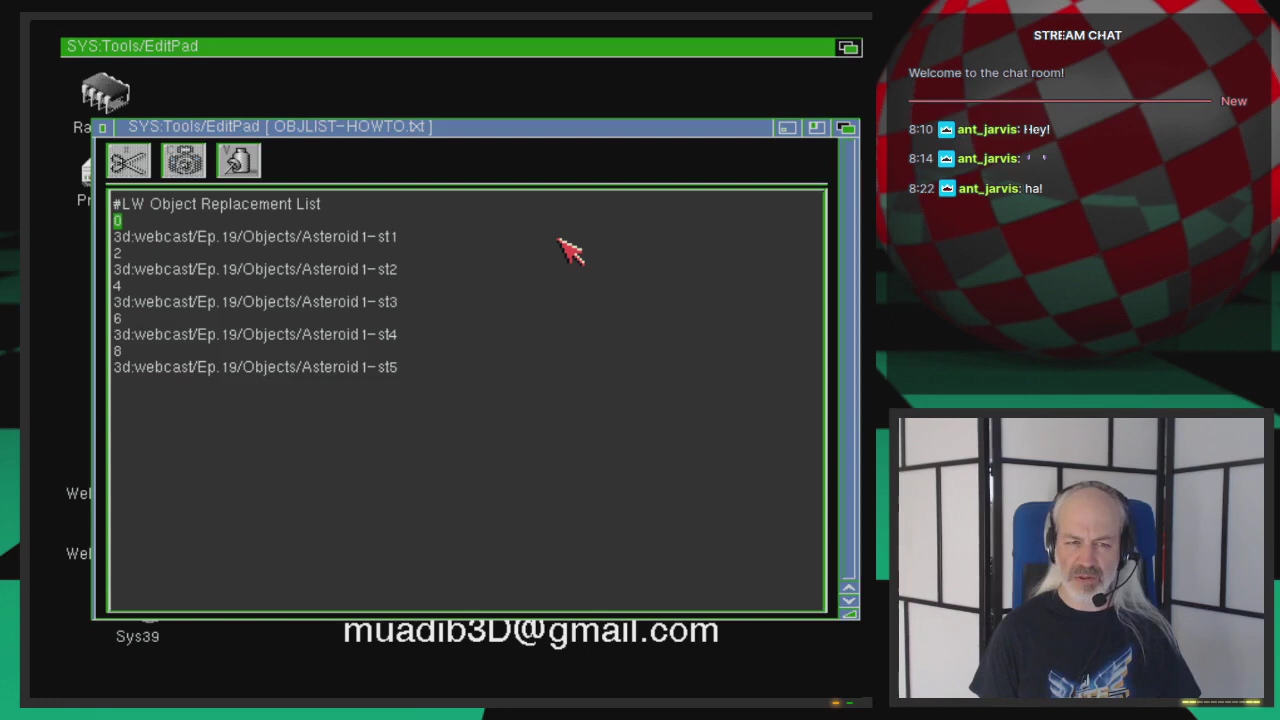 SYS:Tools/EditPad
Ra
SYS:Tools/EditPad [ OBJLIST-HOWTO.txt ]
Pr
#LW Object Replacement List
0
3d:webcast/Ep.19/Objects/Asteroid1-st1
2
3d:webcast/Ep.19/Objects/Asteroid1-st2
4
3d:webcast/Ep.19/Objects/Asteroid1-st3
6
3d:webcast/Ep.19/Objects/Asteroid1-st4
8
3d:webcast/Ep.19/Objects/Asteroid1-st5
Wel
Wel
Sys39
muadib3D@gmail.com
STREAM CHAT
Welcome to the chat room!
New
8:10 ant_jarvis: Hey!
8:14 ant_jarvis: ' '
8:22 ant_jarvis: ha!